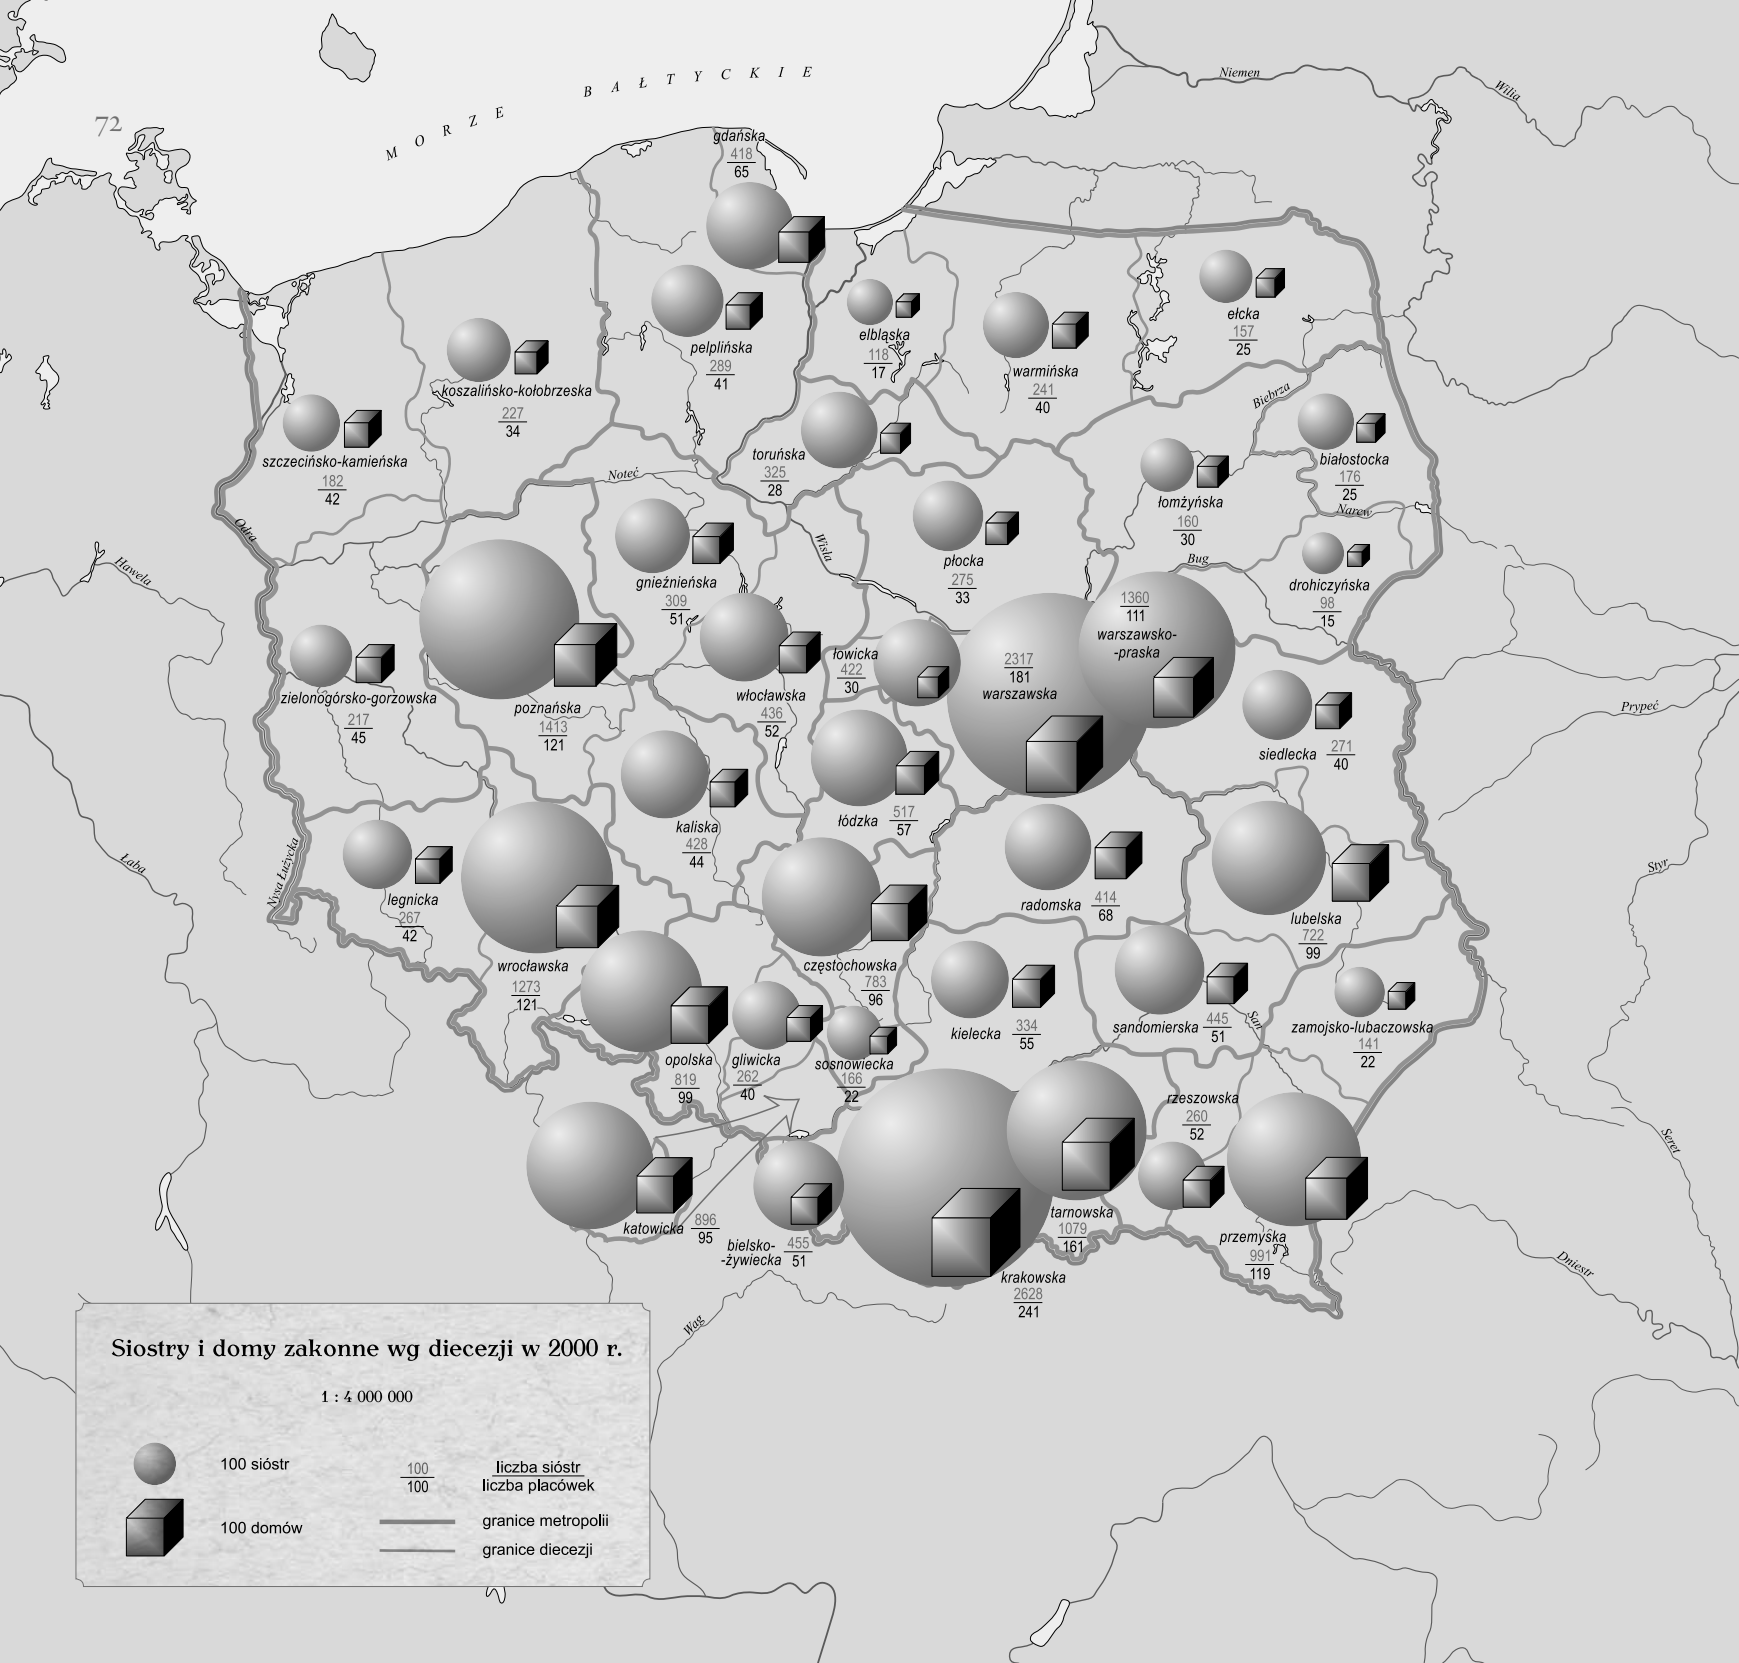 72
MORZE BAŁTYCKIE
Niemen
Wilia
gdańska
418
65
pelplińska
289
41
elbląska
118
17
warmińska
241
40
ełcka
157
25
koszalińsko-kołobrzeska
227
34
szczecińsko-kamieńska
182
42
toruńska
325
28
Biebrza
białostocka
176
25
łomżyńska
160
30
Narew
Noteć
Odra
Hawela
Wisła
Bug
gnieźnieńska
309
51
płocka
275
33
drohiczyńska
98
15
1360
111
warszawsko-
-praska
zielonogórsko-gorzowska
217
45
poznańska
1413
121
włocławska
436
52
łowicka
422
30
2317
181
warszawska
siedlecka
271
40
Prypeć
kaliska
428
44
łódzka
517
57
Łaba
Nysa Łużycka
Styr
legnicka
267
42
radomska
414
68
lubelska
722
99
wrocławska
1273
121
częstochowska
783
96
kielecka
334
55
sandomierska
445
51
San
zamojsko-lubaczowska
141
22
opolska
819
99
gliwicka
262
40
sosnowiecka
166
22
rzeszowska
260
52
Seret
katowicka
896
95
bielsko-
-żywiecka
455
51
tarnowska
1079
161
przemyska
991
119
krakowska
2628
241
Dniestr
Wag
Siostry i domy zakonne wg diecezji w 2000 r.
1 : 4 000 000
100 sióstr
100
100
liczba sióstr
liczba placówek
100 domów
granice metropolii
granice diecezji